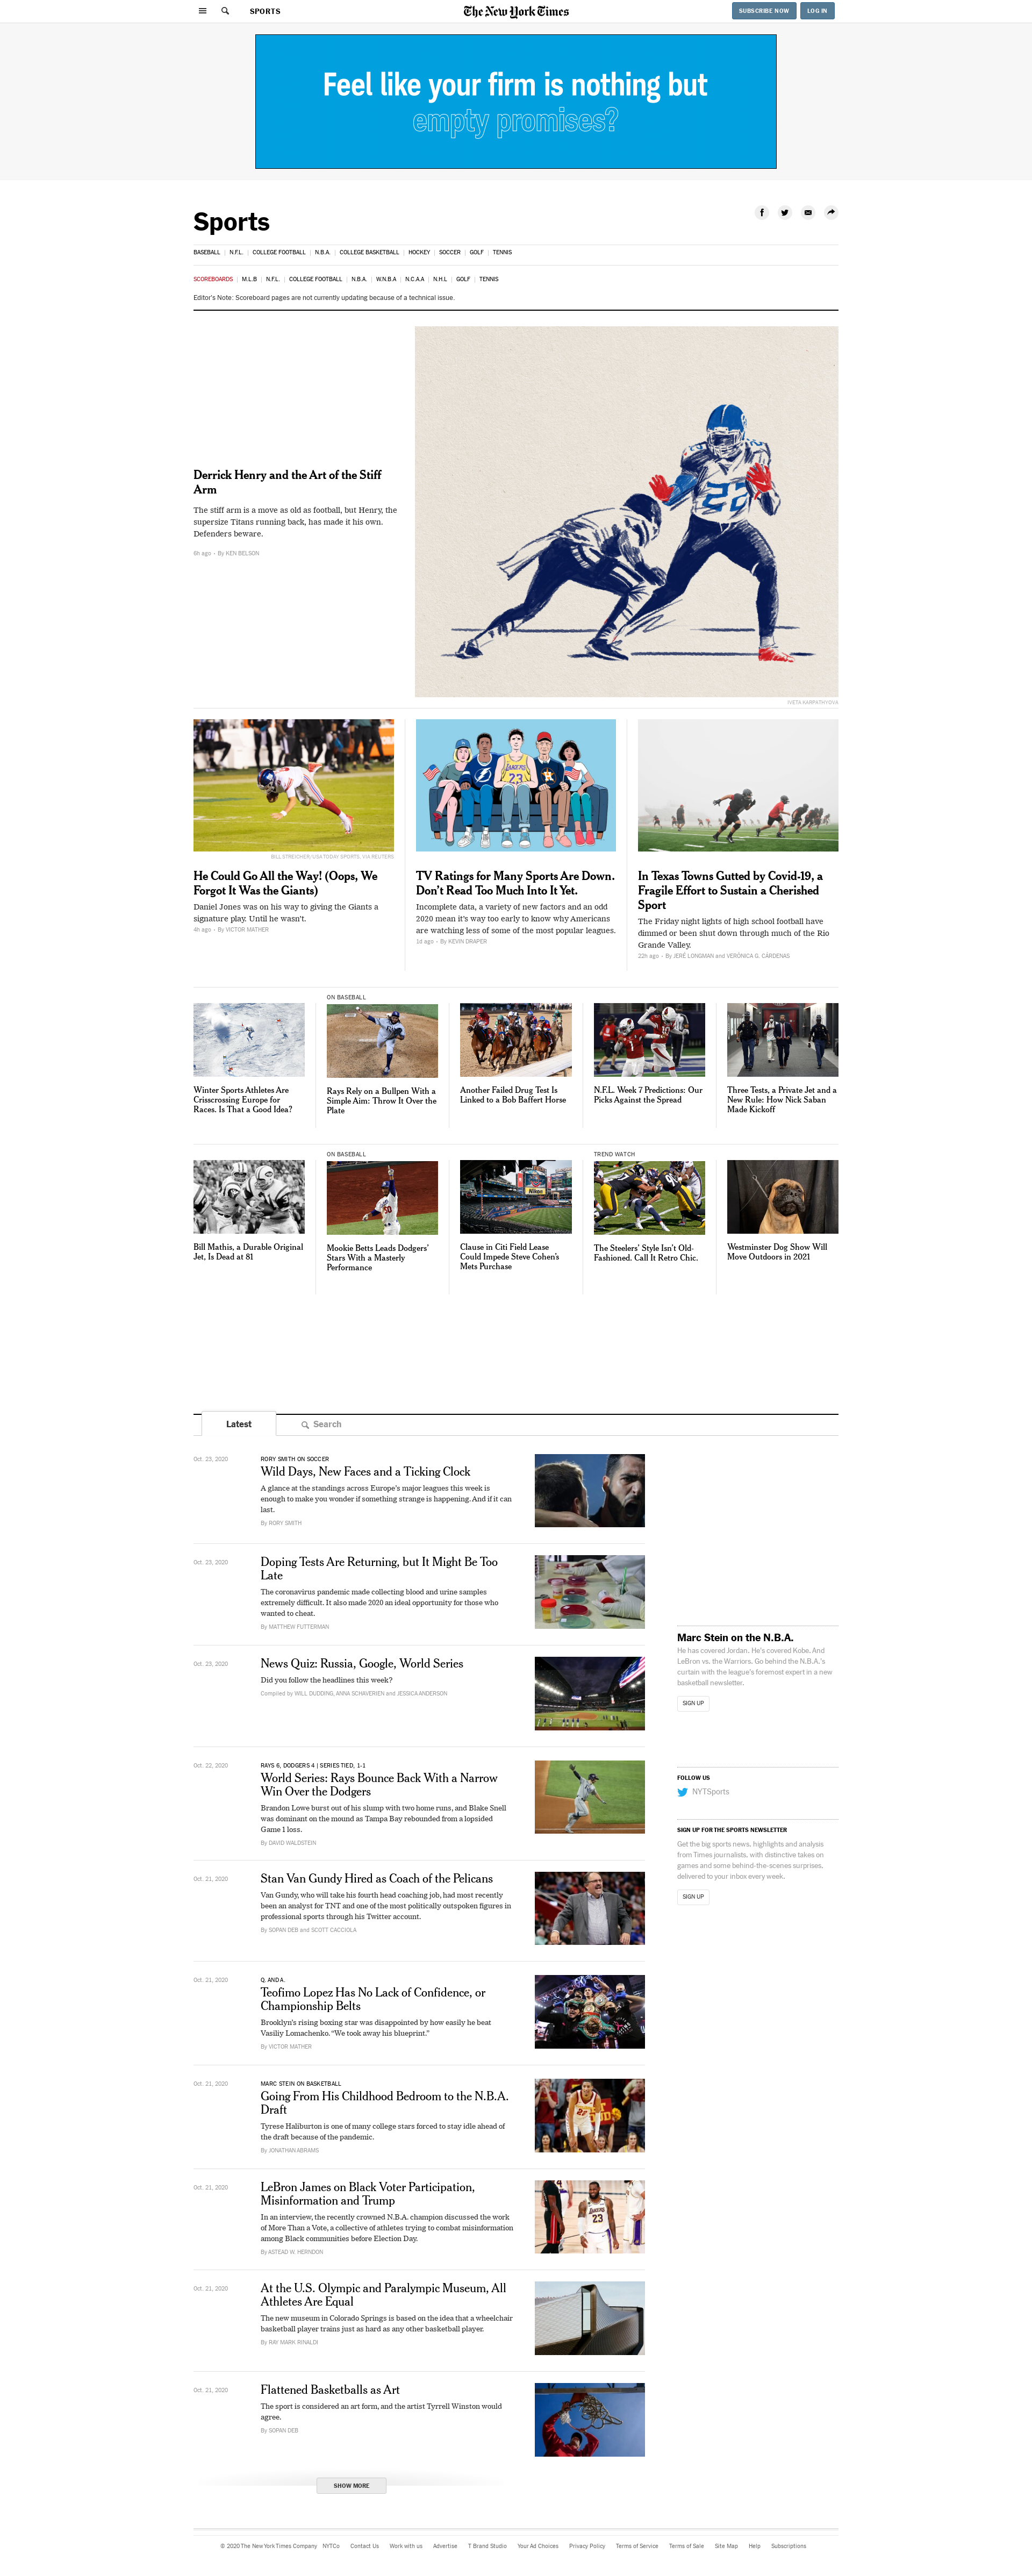 SPORTS
The New York Times
SUBSCRIBE NOW
LOG IN
Feel like your firm is nothing but
empty promises?
Sports
BASEBALL | N.F.L. | COLLEGE FOOTBALL | N.B.A. | COLLEGE BASKETBALL | HOCKEY | SOCCER | GOLF | TENNIS
SCOREBOARDS | M.L.B | N.F.L. | COLLEGE FOOTBALL | N.B.A. | W.N.B.A | N.C.A.A | N.H.L | GOLF | TENNIS
Editor's Note: Scoreboard pages are not currently updating because of a technical issue.
Derrick Henry and the Art of the Stiff
Arm
The stiff arm is a move as old as football, but Henry, the
supersize Titans running back, has made it his own.
Defenders beware.
6h ago - By KEN BELSON
22
IVETA KARPATHYOVA
BILL STREICHER/USA TODAY SPORTS, VIA REUTERS
He Could Go All the Way! (Oops, We
Forgot It Was the Giants)
Daniel Jones was on his way to giving the Giants a
signature play. Until he wasn't.
4h ago - By VICTOR MATHER
TV Ratings for Many Sports Are Down.
Don't Read Too Much Into It Yet.
Incomplete data, a variety of new factors and an odd
2020 mean it's way too early to know why Americans
are watching less of some of the most popular leagues.
1d ago - By KEVIN DRAPER
In Texas Towns Gutted by Covid-19, a
Fragile Effort to Sustain a Cherished
Sport
The Friday night lights of high school football have
dimmed or been shut down through much of the Rio
Grande Valley.
22h ago - By JERÉ LONGMAN and VERÓNICA G. CÁRDENAS
Winter Sports Athletes Are
Crisscrossing Europe for
Races. Is That a Good Idea?
ON BASEBALL
Rays Rely on a Bullpen With a
Simple Aim: Throw It Over the
Plate
Another Failed Drug Test Is
Linked to a Bob Baffert Horse
N.F.L. Week 7 Predictions: Our
Picks Against the Spread
Three Tests, a Private Jet and a
New Rule: How Nick Saban
Made Kickoff
Bill Mathis, a Durable Original
Jet, Is Dead at 81
ON BASEBALL
Mookie Betts Leads Dodgers'
Stars With a Masterly
Performance
Clause in Citi Field Lease
Could Impede Steve Cohen's
Mets Purchase
TREND WATCH
The Steelers' Style Isn't Old-
Fashioned. Call It Retro Chic.
Westminster Dog Show Will
Move Outdoors in 2021
Latest
Search
Oct. 23, 2020
RORY SMITH ON SOCCER
Wild Days, New Faces and a Ticking Clock
A glance at the standings across Europe's major leagues this week is
enough to make you wonder if something strange is happening. And if it can
last.
By RORY SMITH
Oct. 23, 2020
Doping Tests Are Returning, but It Might Be Too
Late
The coronavirus pandemic made collecting blood and urine samples
extremely difficult. It also made 2020 an ideal opportunity for those who
wanted to cheat.
By MATTHEW FUTTERMAN
Oct. 23, 2020
News Quiz: Russia, Google, World Series
Did you follow the headlines this week?
Compiled by WILL DUDDING, ANNA SCHAVERIEN and JESSICA ANDERSON
Oct. 22, 2020
RAYS 6, DODGERS 4 | SERIES TIED, 1-1
World Series: Rays Bounce Back With a Narrow
Win Over the Dodgers
Brandon Lowe burst out of his slump with two home runs, and Blake Snell
was dominant on the mound as Tampa Bay rebounded from a lopsided
Game 1 loss.
By DAVID WALDSTEIN
Oct. 21, 2020
Stan Van Gundy Hired as Coach of the Pelicans
Van Gundy, who will take his fourth head coaching job, had most recently
been an analyst for TNT and one of the most politically outspoken figures in
professional sports through his Twitter account.
By SOPAN DEB and SCOTT CACCIOLA
Oct. 21, 2020
Q. AND A.
Teofimo Lopez Has No Lack of Confidence, or
Championship Belts
Brooklyn's rising boxing star was disappointed by how easily he beat
Vasiliy Lomachenko. “We took away his blueprint.”
By VICTOR MATHER
Oct. 21, 2020
MARC STEIN ON BASKETBALL
Going From His Childhood Bedroom to the N.B.A.
Draft
Tyrese Haliburton is one of many college stars forced to stay idle ahead of
the draft because of the pandemic.
By JONATHAN ABRAMS
Oct. 21, 2020
LeBron James on Black Voter Participation,
Misinformation and Trump
In an interview, the recently crowned N.B.A. champion discussed the work
of More Than a Vote, a collective of athletes trying to combat misinformation
among Black communities before Election Day.
By ASTEAD W. HERNDON
Oct. 21, 2020
At the U.S. Olympic and Paralympic Museum, All
Athletes Are Equal
The new museum in Colorado Springs is based on the idea that a wheelchair
basketball player trains just as hard as any other basketball player.
By RAY MARK RINALDI
Oct. 21, 2020
Flattened Basketballs as Art
The sport is considered an art form, and the artist Tyrrell Winston would
agree.
By SOPAN DEB
SHOW MORE
Marc Stein on the N.B.A.
He has covered Jordan. He's covered Kobe. And
LeBron vs. the Warriors. Go behind the N.B.A.'s
curtain with the league's foremost expert in a new
basketball newsletter.
SIGN UP
FOLLOW US
NYTSports
SIGN UP FOR THE SPORTS NEWSLETTER
Get the big sports news, highlights and analysis
from Times journalists, with distinctive takes on
games and some behind-the-scenes surprises,
delivered to your inbox every week.
SIGN UP
© 2020 The New York Times Company NYTCo Contact Us Work with us Advertise T Brand Studio Your Ad Choices Privacy Policy Terms of Service Terms of Sale Site Map Help Subscriptions